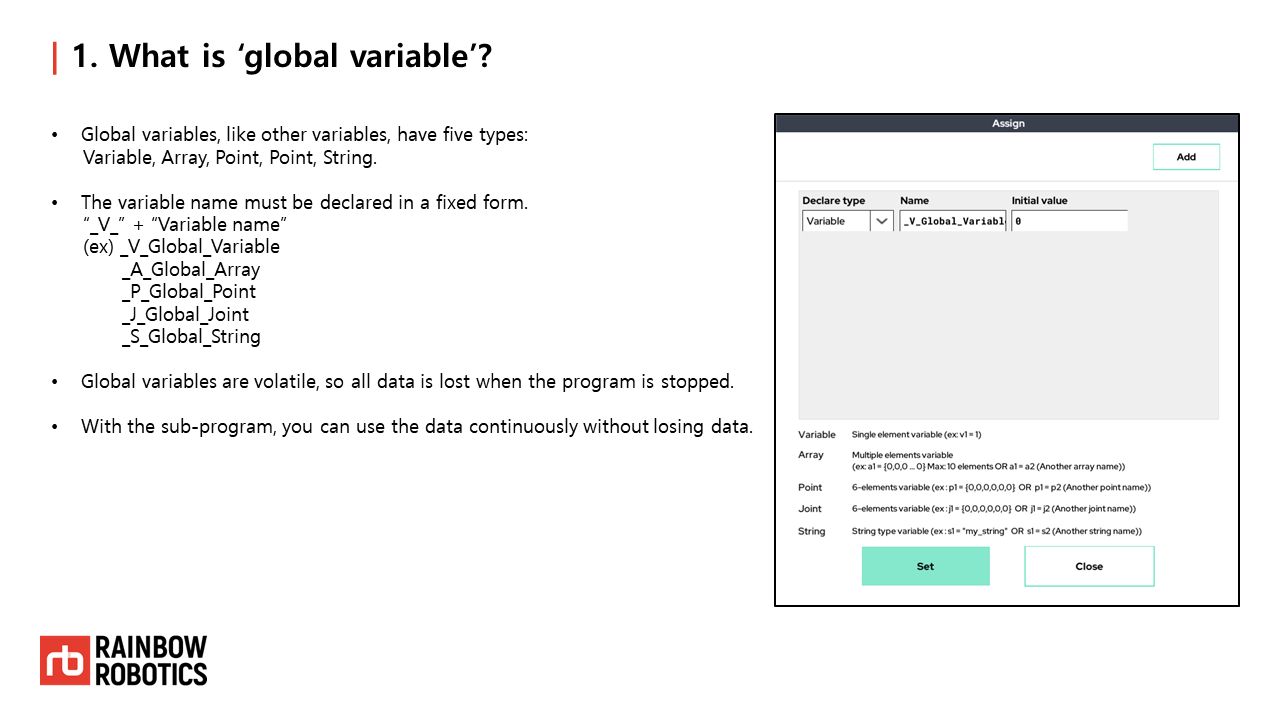 1. What is ‘global variable’?
• Global variables, like other variables, have five types:
Variable, Array, Point, Point, String.
• The variable name must be declared in a fixed form.
“_V_” + “Variable name”
(ex) _V_Global_Variable
_A_Global_Array
_P_Global_Point
_J_Global_Joint
_S_Global_String
• Global variables are volatile, so all data is lost when the program is stopped.
• With the sub-program, you can use the data continuously without losing data.
Assign
Add
Declare type Name Initial value
Variable _V_Global_Variabl 0
Variable Single element variable (ex: v1 = 1)
Array Multiple elements variable
(ex: a1 = {0,0,0 ... 0} Max: 10 elements OR a1 = a2 (Another array name))
Point 6-elements variable (ex : p1 = {0,0,0,0,0,0} OR p1 = p2 (Another point name))
Joint 6-elements variable (ex : j1 = {0,0,0,0,0,0} OR j1 = j2 (Another joint name))
String String type variable (ex : s1 = "my_string" OR s1 = s2 (Another string name))
Set Close
rb RAINBOW
ROBOTICS